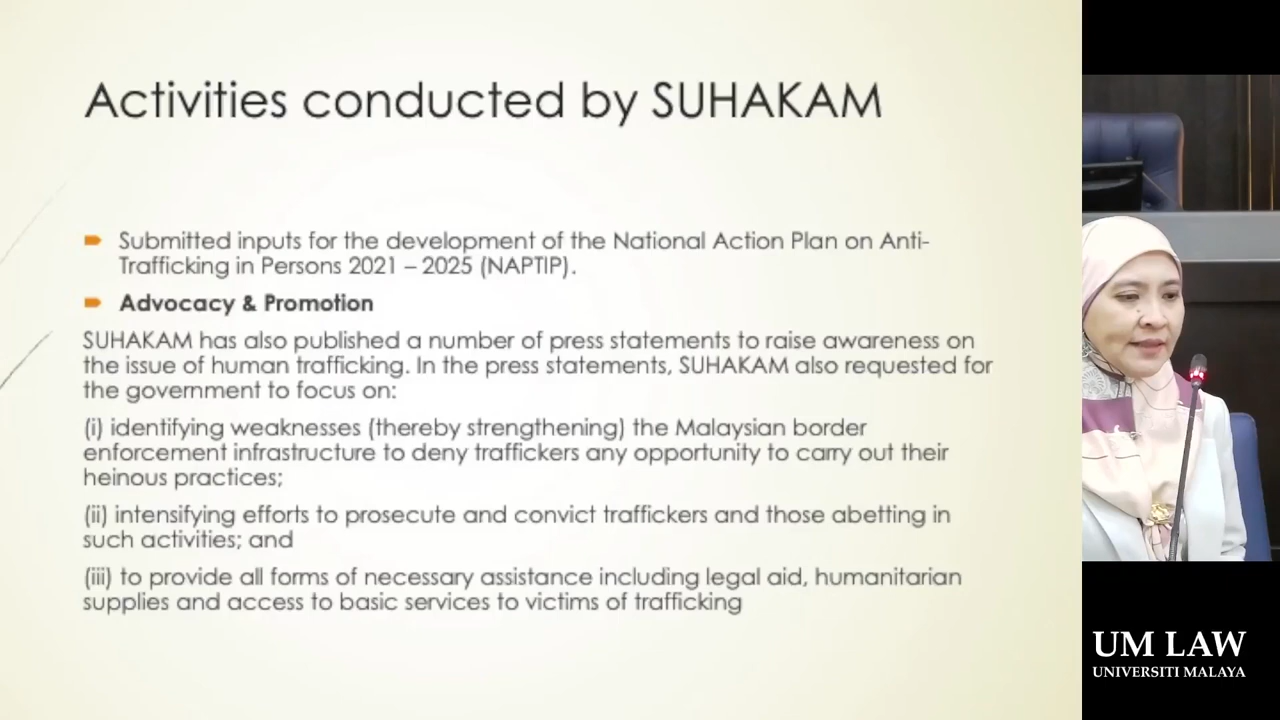 Activities conducted by SUHAKAM
Submitted inputs for the development of the National Action Plan on Anti-
Trafficking in Persons 2021 – 2025 (NAPTIP).
Advocacy & Promotion
SUHAKAM has also published a number of press statements to raise awareness on
the issue of human trafficking. In the press statements, SUHAKAM also requested for
the government to focus on:
(i) identifying weaknesses (thereby strengthening) the Malaysian border
enforcement infrastructure to deny traffickers any opportunity to carry out their
heinous practices;
(ii) intensifying efforts to prosecute and convict traffickers and those abetting in
such activities; and
(iii) to provide all forms of necessary assistance including legal aid, humanitarian
supplies and access to basic services to victims of trafficking
UM LAW
UNIVERSITI MALAYA